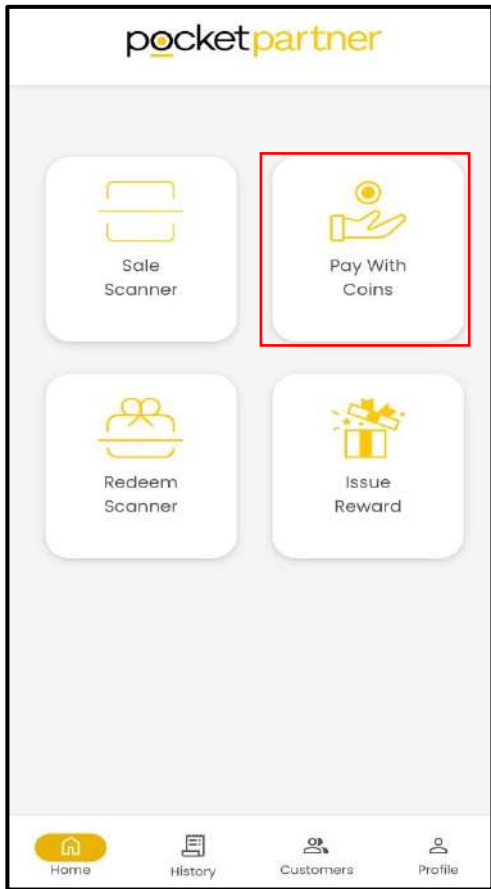 pocketpartner
Sale
Scanner
Pay With
Coins
Redeem
Scanner
Issue
Reward
Home
History
Customers
Profile